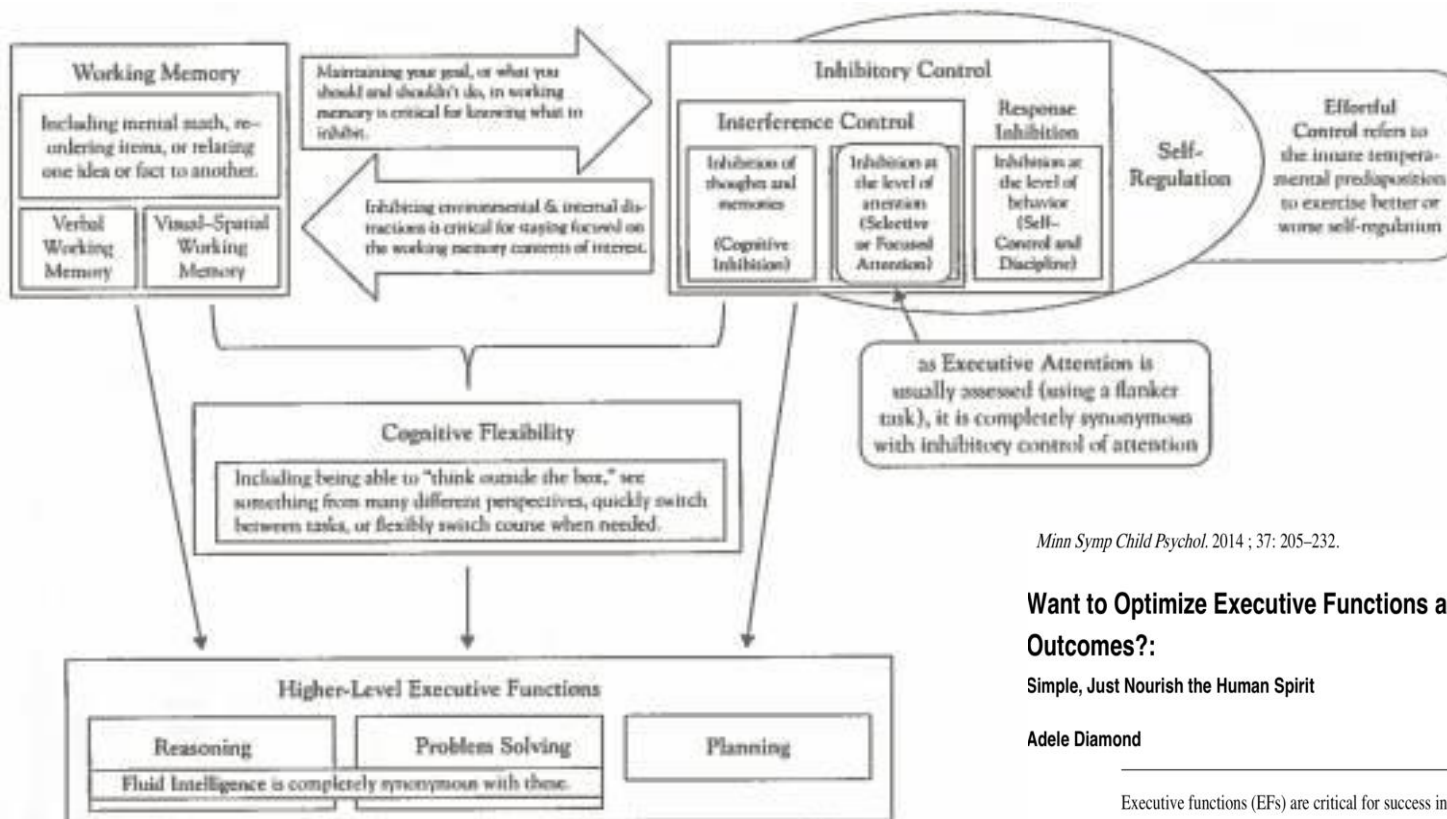 Working Memory
Including mental math, re-
ordering items, or relating
one idea or fact to another.
Verbal
Working
Memory
Visual–Spatial
Working
Memory
Maintaining your goal, or what you
should and shouldn't do, in working
memory is critical for knowing what to
inhibit.
Inhibiting environmental & internal dis-
tractions is critical for staying focused on
the working memory contents of interest.
Inhibitory Control
Interference Control
Inhibition of
thoughts and
memories
(Cognitive
Inhibition)
Inhibition at
the level of
attention
(Selective
or Focused
Attention)
Response
Inhibition
Inhibition at
the level of
behavior
(Self-
Control and
Discipline)
Self-
Regulation
Effortful
Control refers to
the innate tempera-
mental predisposition
to exercise better or
worse self-regulation
as Executive Attention is
usually assessed (using a flanker
task), it is completely synonymous
with inhibitory control of attention
Cognitive Flexibility
Including being able to "think outside the box," see
something from many different perspectives, quickly switch
between tasks, or flexibly switch course when needed.
Higher-Level Executive Functions
Reasoning
Problem Solving
Planning
Fluid Intelligence is completely synonymous with these.
Minn Symp Child Psychol. 2014 ; 37: 205–232.
Want to Optimize Executive Functions a
Outcomes?:
Simple, Just Nourish the Human Spirit
Adele Diamond
Executive functions (EFs) are critical for success in